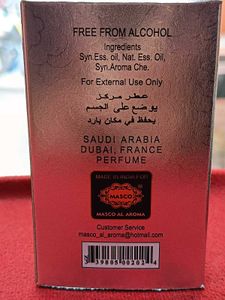 FREE FROM ALCOHOL
Ingredients
Syn.Ess. oil, Nat. Ess. Oil,
Syn.Aroma Che.
For External Use Only
عطر مركز
يوضع على الجسم
يحفظ في مكان بارد
SAUDI ARABIA
DUBAI, FRANCE
PERFUME
MASCO
MASCO AL AROMA
Customer Service
masco_al_aroma@hotmail.com